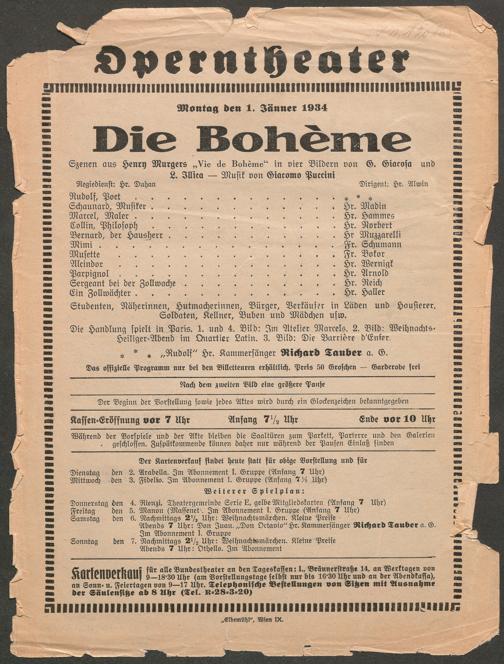 Operntheater
Montag den 1. Jänner 1934
Die Bohème
Szenen aus Henry Murgers „Vie de Bohème“ in vier Bildern von G. Giacosa und
L. Illica — Musik von Giacomo Puccini
Regiedienst: Hr. Duhan Dirigent: Hr. Alwin
Rudolf, Poet . . . . . . . . . . * * *
Schaunard, Musiker . . . . . . . . . . Hr. Madin
Marcel, Maler . . . . . . . . . . Hr. Hammes
Collin, Philosoph . . . . . . . . . . Hr. Norbert
Bernard, der Hausherr . . . . . . . . . . Hr Muzzarelli
Mimi . . . . . . . . . . Fr. Schumann
Musette . . . . . . . . . . Fr. Bokor
Alcindor . . . . . . . . . . Hr. Wernigk
Parpignol . . . . . . . . . . Hr. Arnold
Sergeant bei der Zollwache . . . . . . . . . . Hr. Reich
Ein Zollwächter . . . . . . . . . . Hr. Haller
Studenten, Näherinnen, Hutmacherinnen, Bürger, Verkäufer in Läden und Hausierer.
Soldaten, Kellner, Buben und Mädchen usw.
Die Handlung spielt in Paris. 1. und 4. Bild: Im Atelier Marcels. 2. Bild: Weihnachts-
Heiliger-Abend im Quartier Latin. 3. Bild: Die Barrière d'Enfer.
* * * „Rudolf“ Hr. Kammersänger Richard Tauber a. G.
Das offizielle Programm nur bei den Billetteuren erhältlich. Preis 50 Groschen — Garderobe frei
Nach dem zweiten Bild eine größere Pause
Der Beginn der Vorstellung sowie jedes Aktes wird durch ein Glockenzeichen bekanntgegeben
Kassen-Eröffnung vor 7 Uhr Anfang 7½ Uhr Ende vor 10 Uhr
Während der Vorspiele und der Akte bleiben die Saaltüren zum Parkett, Parterre und den Galerien
geschlossen. Zuspätkommende können daher nur während der Pausen Einlaß finden
Der Kartenverkauf findet heute statt für obige Vorstellung und für
Dienstag den 2. Arabella. Im Abonnement 1. Gruppe (Anfang 7 Uhr)
Mittwoch den 3. Fidelio. Im Abonnement 1. Gruppe (Anfang 7½ Uhr)
Weiterer Spielplan:
Donnerstag den 4. Rienzi. Theatergemeinde Serie E, gelbe Mitgliedskarten (Anfang 7 Uhr)
Freitag den 5. Manon (Massenet). Im Abonnement 1. Gruppe (Anfang 7 Uhr)
Samstag den 6. Nachmittags 2½ Uhr: Weihnachtsmärchen. Kleine Preise
Abends 7 Uhr: Don Juan. „Don Octavio“ Hr. Kammersänger Richard Tauber a. G.
Im Abonnement 1. Gruppe
Sonntag den 7. Nachmittags 2½ Uhr: Weihnachtsmärchen. Kleine Preise
Abends 7 Uhr: Othello. Im Abonnement
Kartenverkauf für alle Bundestheater an den Tageskassen: I., Bräunerstraße 14, an Werktagen von
9—18·30 Uhr (am Vorstellungstage selbst nur bis 16·30 Uhr und an der Abendkassa),
an Sonn- u. Feiertagen von 9—17 Uhr. Telephonische Bestellungen von Sitzen mit Ausnahme
der Säulensitze ab 8 Uhr (Tel. R-28-3-20)
„Elbemühl“, Wien IX.